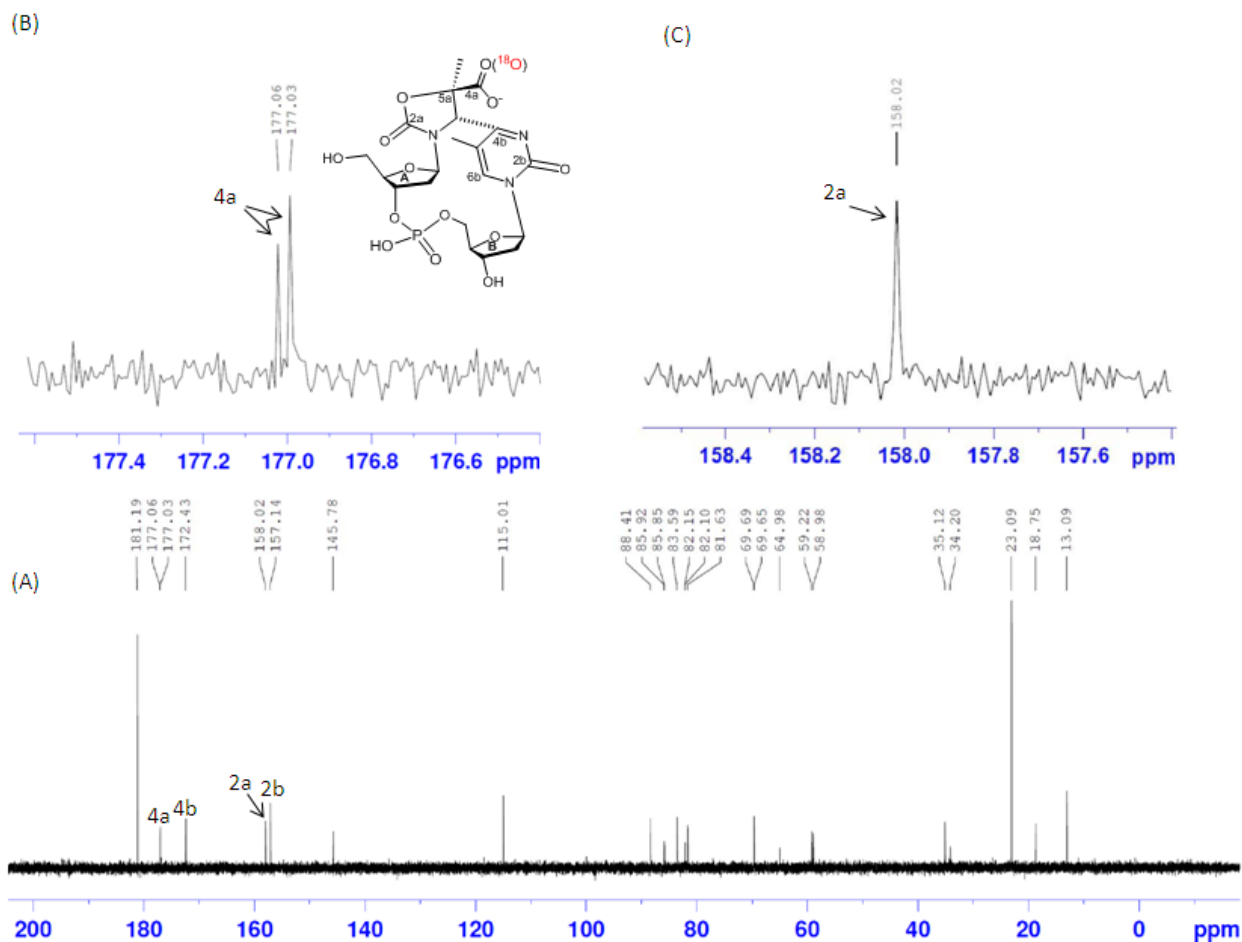 (B)
(C)
177.06
177.03
158.02
O(¹⁸O)
4a
5a
O⁻
O
2a
O
N
4b
N
2b
O
6b
N
HO
O
A
O
O
P
HO
O
O
B
OH
4a
2a
177.4 177.2 177.0 176.8 176.6 ppm
158.4 158.2 158.0 157.8 157.6 ppm
181.19
177.06
177.03
172.43
158.02
157.14
145.78
115.01
88.41
85.92
85.85
83.59
82.15
82.10
81.63
69.69
69.65
64.98
59.22
58.98
35.12
34.20
23.09
18.75
13.09
(A)
4a 4b 2a 2b
200 180 160 140 120 100 80 60 40 20 0 ppm